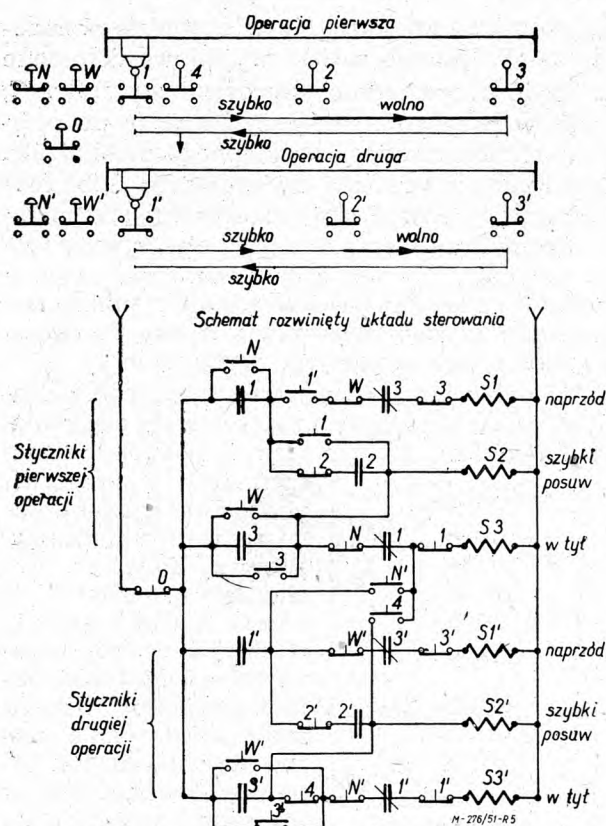 Operacja pierwsza
N W 1 4 2 3
szybko wolno
szybko
0
Operacja druga
N' W' 1' 2' 3'
szybko wolno
szybko
Schemat rozwinięty układu sterowania
N
1 1' W 3 3 S1 naprzód
1
Styczniki pierwszej operacji
2 2 S2 szybki posuw
W
3 N 1 1 S3 w tył
3
N'
0
4
1' W' 3' 3' S1' naprzód
Styczniki drugiej operacji
2' 2' S2' szybki posuw
W'
3' 4 N' 1' 1' S3' w tył
3'
M-276/51-R5